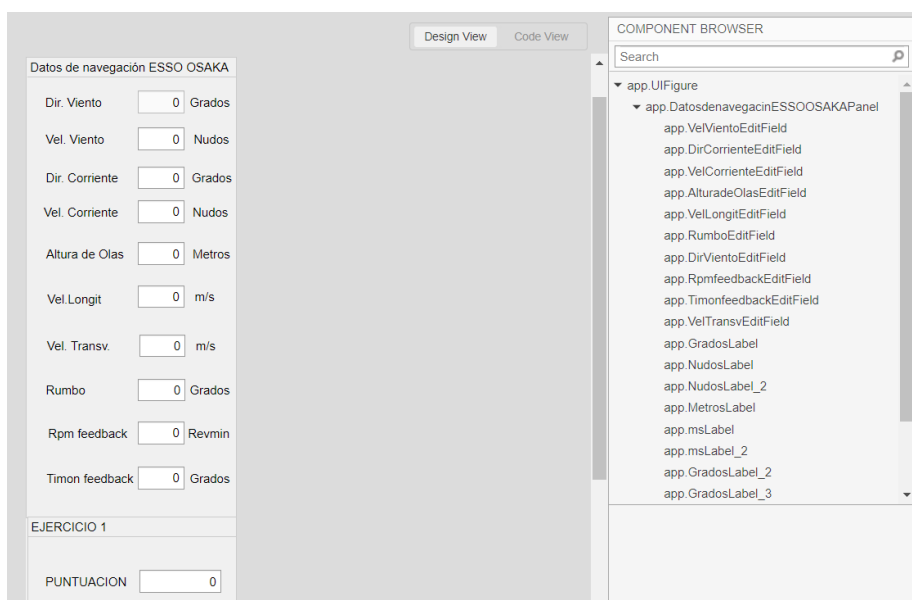 Design View Code View
COMPONENT BROWSER
Search
Datos de navegación ESSO OSAKA
Dir. Viento 0 Grados
Vel. Viento 0 Nudos
Dir. Corriente 0 Grados
Vel. Corriente 0 Nudos
Altura de Olas 0 Metros
Vel.Longit 0 m/s
Vel. Transv. 0 m/s
Rumbo 0 Grados
Rpm feedback 0 Revmin
Timon feedback 0 Grados
EJERCICIO 1
PUNTUACION 0
app.UIFigure
app.DatosdenavegacinESSOOSAKAPanel
app.VelVientoEditField
app.DirCorrienteEditField
app.VelCorrienteEditField
app.AlturadeOlasEditField
app.VelLongitEditField
app.RumboEditField
app.DirVientoEditField
app.RpmfeedbackEditField
app.TimonfeedbackEditField
app.VelTransvEditField
app.GradosLabel
app.NudosLabel
app.NudosLabel_2
app.MetrosLabel
app.msLabel
app.msLabel_2
app.GradosLabel_2
app.GradosLabel_3